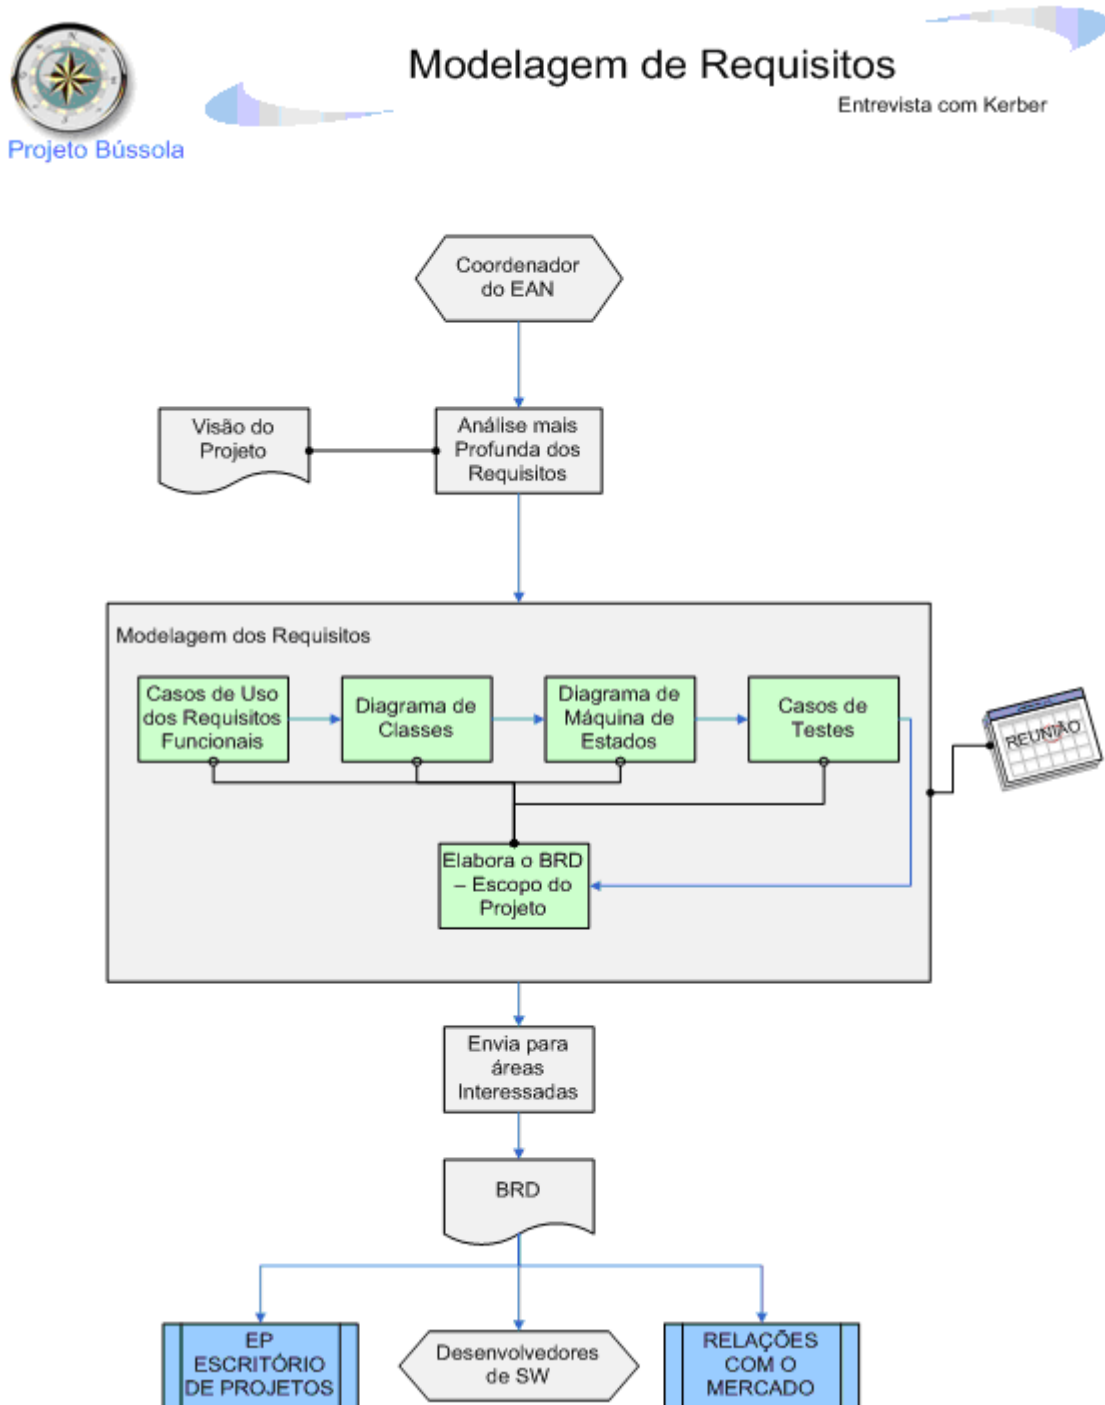 Modelagem de Requisitos
Entrevista com Kerber
Projeto Bússola
Coordenador
do EAN
Visão do
Projeto
Análise mais
Profunda dos
Requisitos
Modelagem dos Requisitos
Casos de Uso
dos Requisitos
Funcionais
Diagrama de
Classes
Diagrama de
Máquina de
Estados
Casos de
Testes
REUNIÃO
Elabora o BRD
– Escopo do
Projeto
Envia para
áreas
Interessadas
BRD
EP
ESCRITÓRIO
DE PROJETOS
Desenvolvedores
de SW
RELAÇÕES
COM O
MERCADO